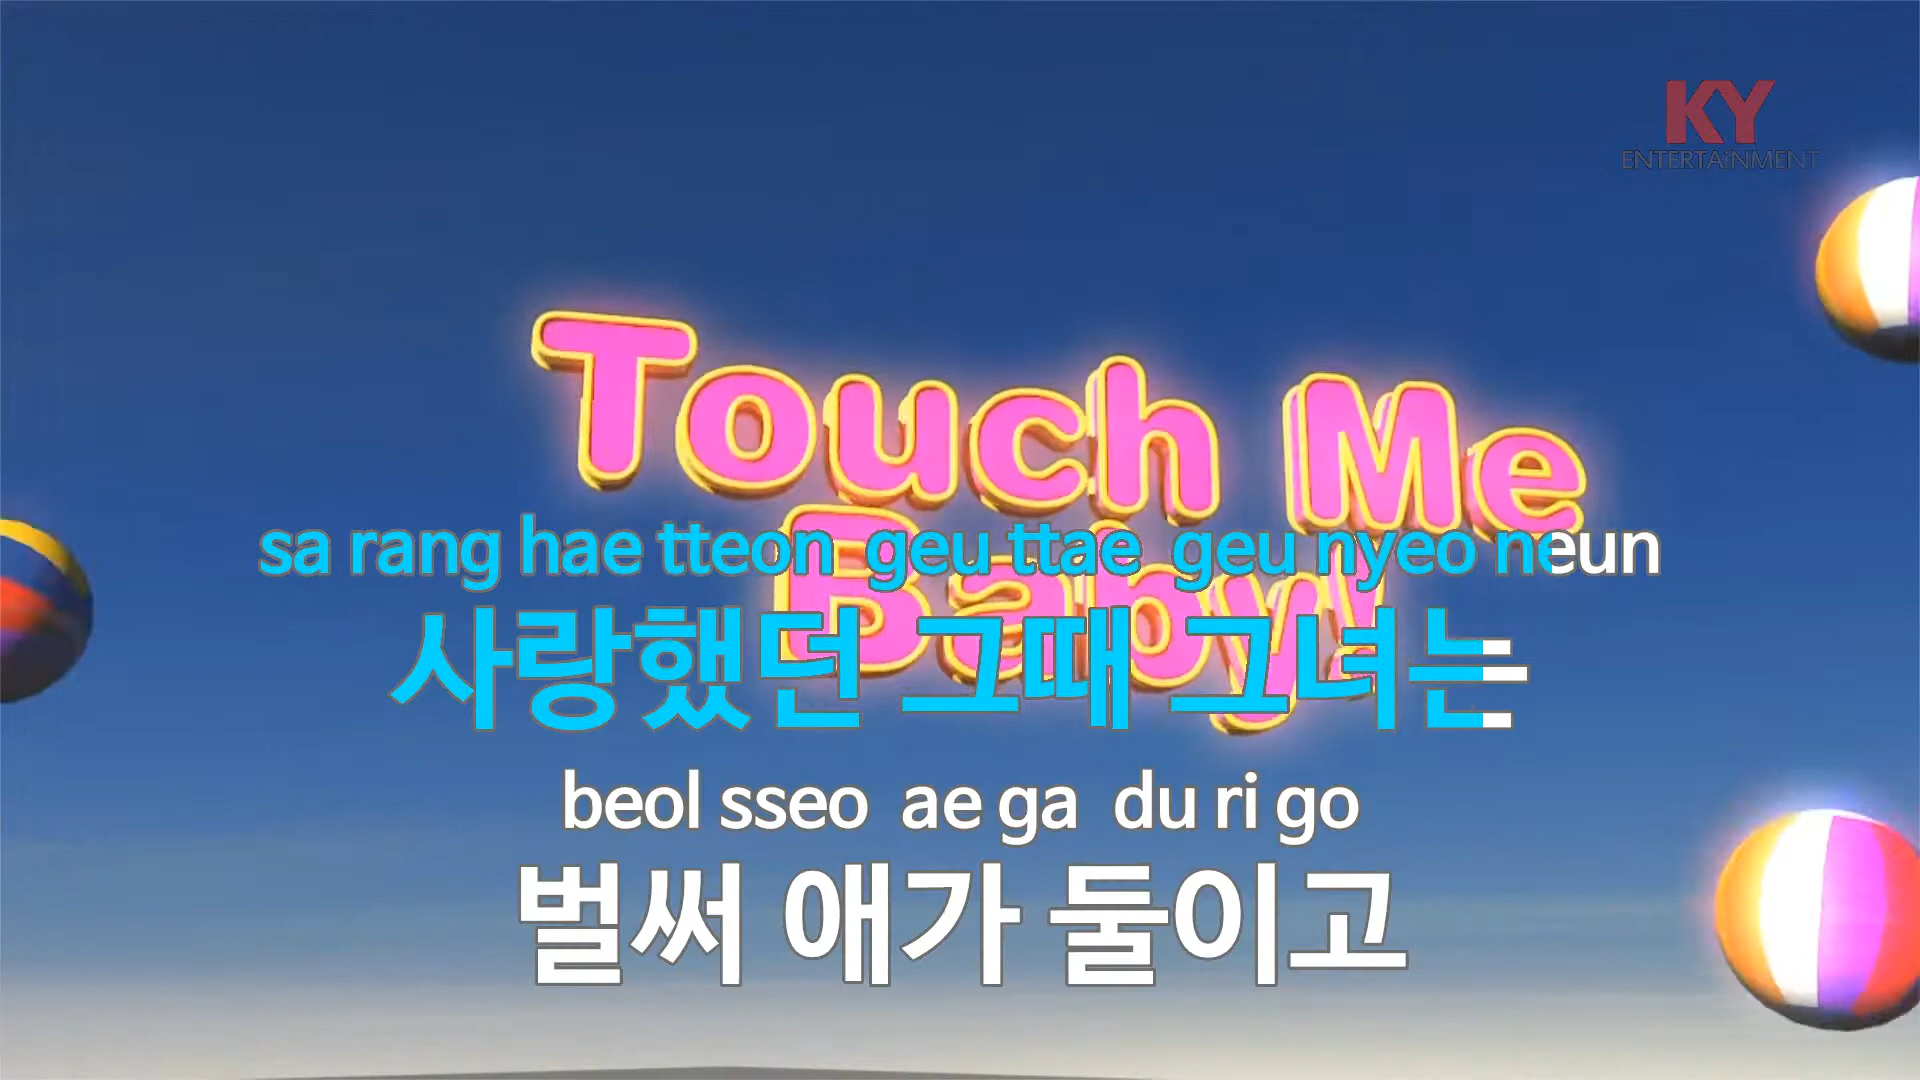 KY
ENTERTAINMENT
Touch Me
Baby!
sa rang hae tteon geu ttae geu nyeo neun
사랑했던 그때 그녀는
beol sseo ae ga du ri go
벌써 애가 둘이고